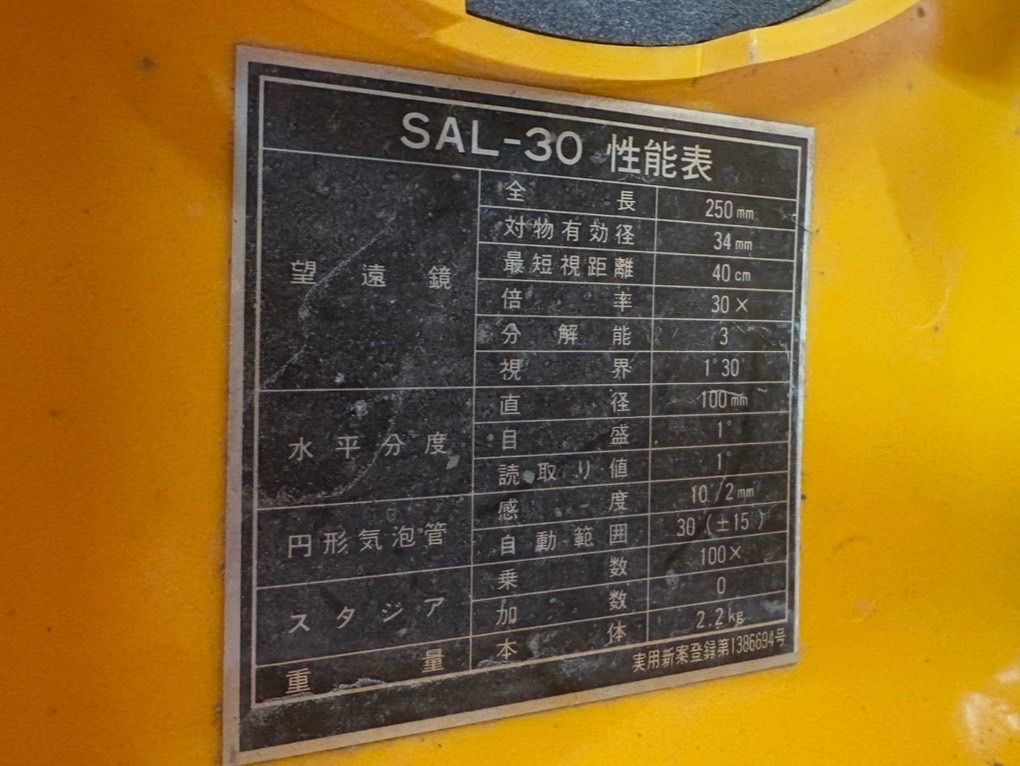 SAL-30 性能表
望遠鏡 全長 250mm
対物有効径 34mm
最短視距離 40cm
倍率 30×
分解能 3"
視界 1°30'
水平分度 直径 100mm
目盛 1°
読取り値 1°
円形気泡管 感度 10'/2mm
自動範囲 30'(±15')
スタジア 乗数 100×
加数 0
重量 本体 2.2kg
実用新案登録第1386694号